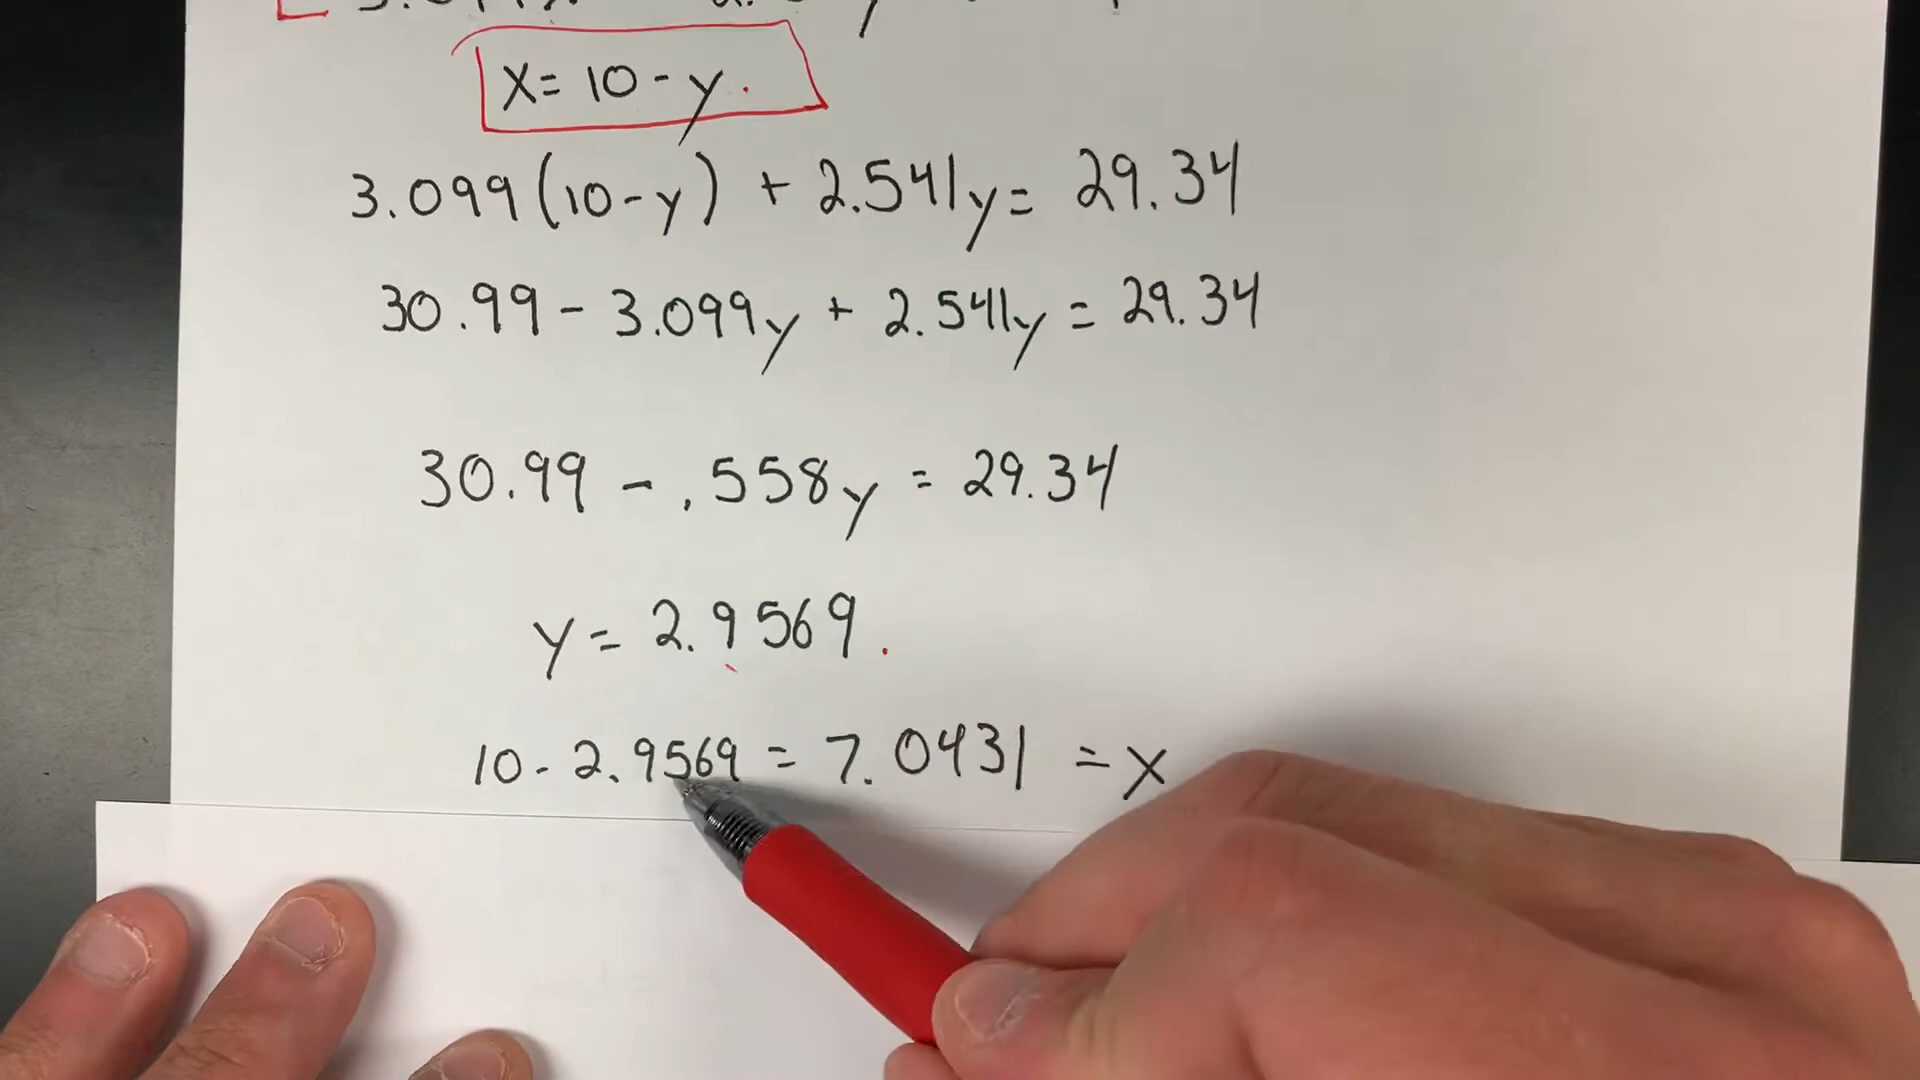 x = 10 - y.
3.099(10-y) + 2.541y = 29.34
30.99 - 3.099y + 2.541y = 29.34
30.99 - .558y = 29.34
y = 2.9569.
10 - 2.9569 = 7.0431 = x